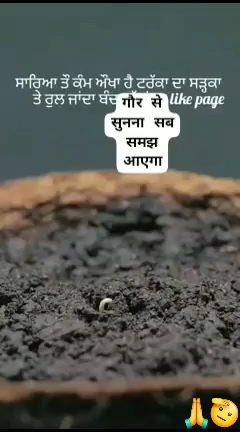 ਸਾਰਿਆ ਤੌ ਕੰਮ ਔਖਾ ਹੈ ਟਰੱਕਾ ਦਾ ਸੜ੍ਹਕਾ
ਤੇ ਰੁਲ ਜਾਂਦਾ like page
गौर से
सुनना सब
समझ
आएगा